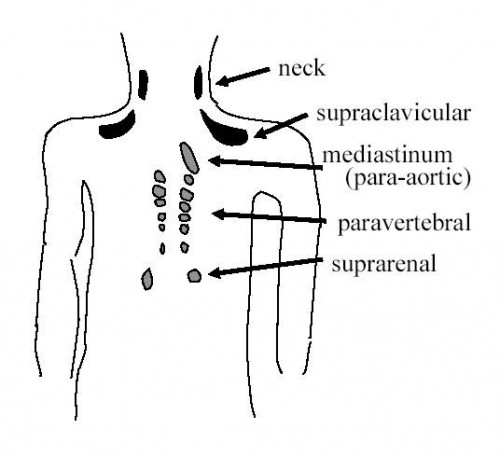 neck
supraclavicular
mediastinum
(para-aortic)
paravertebral
suprarenal